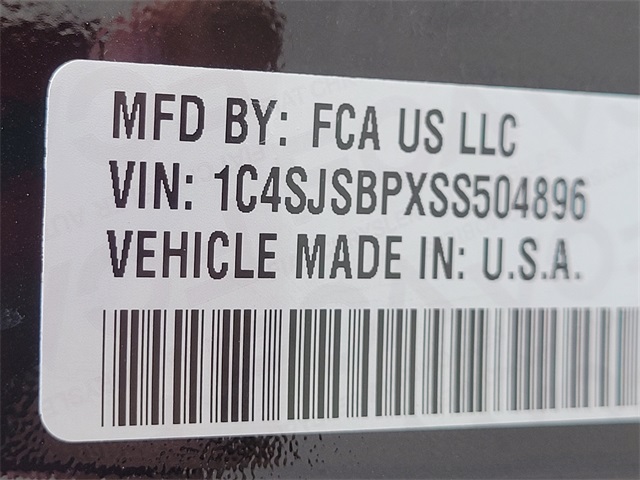 MFD BY: FCA US LLC
VIN: 1C4SJSBPXSS504896
VEHICLE MADE IN: U.S.A.